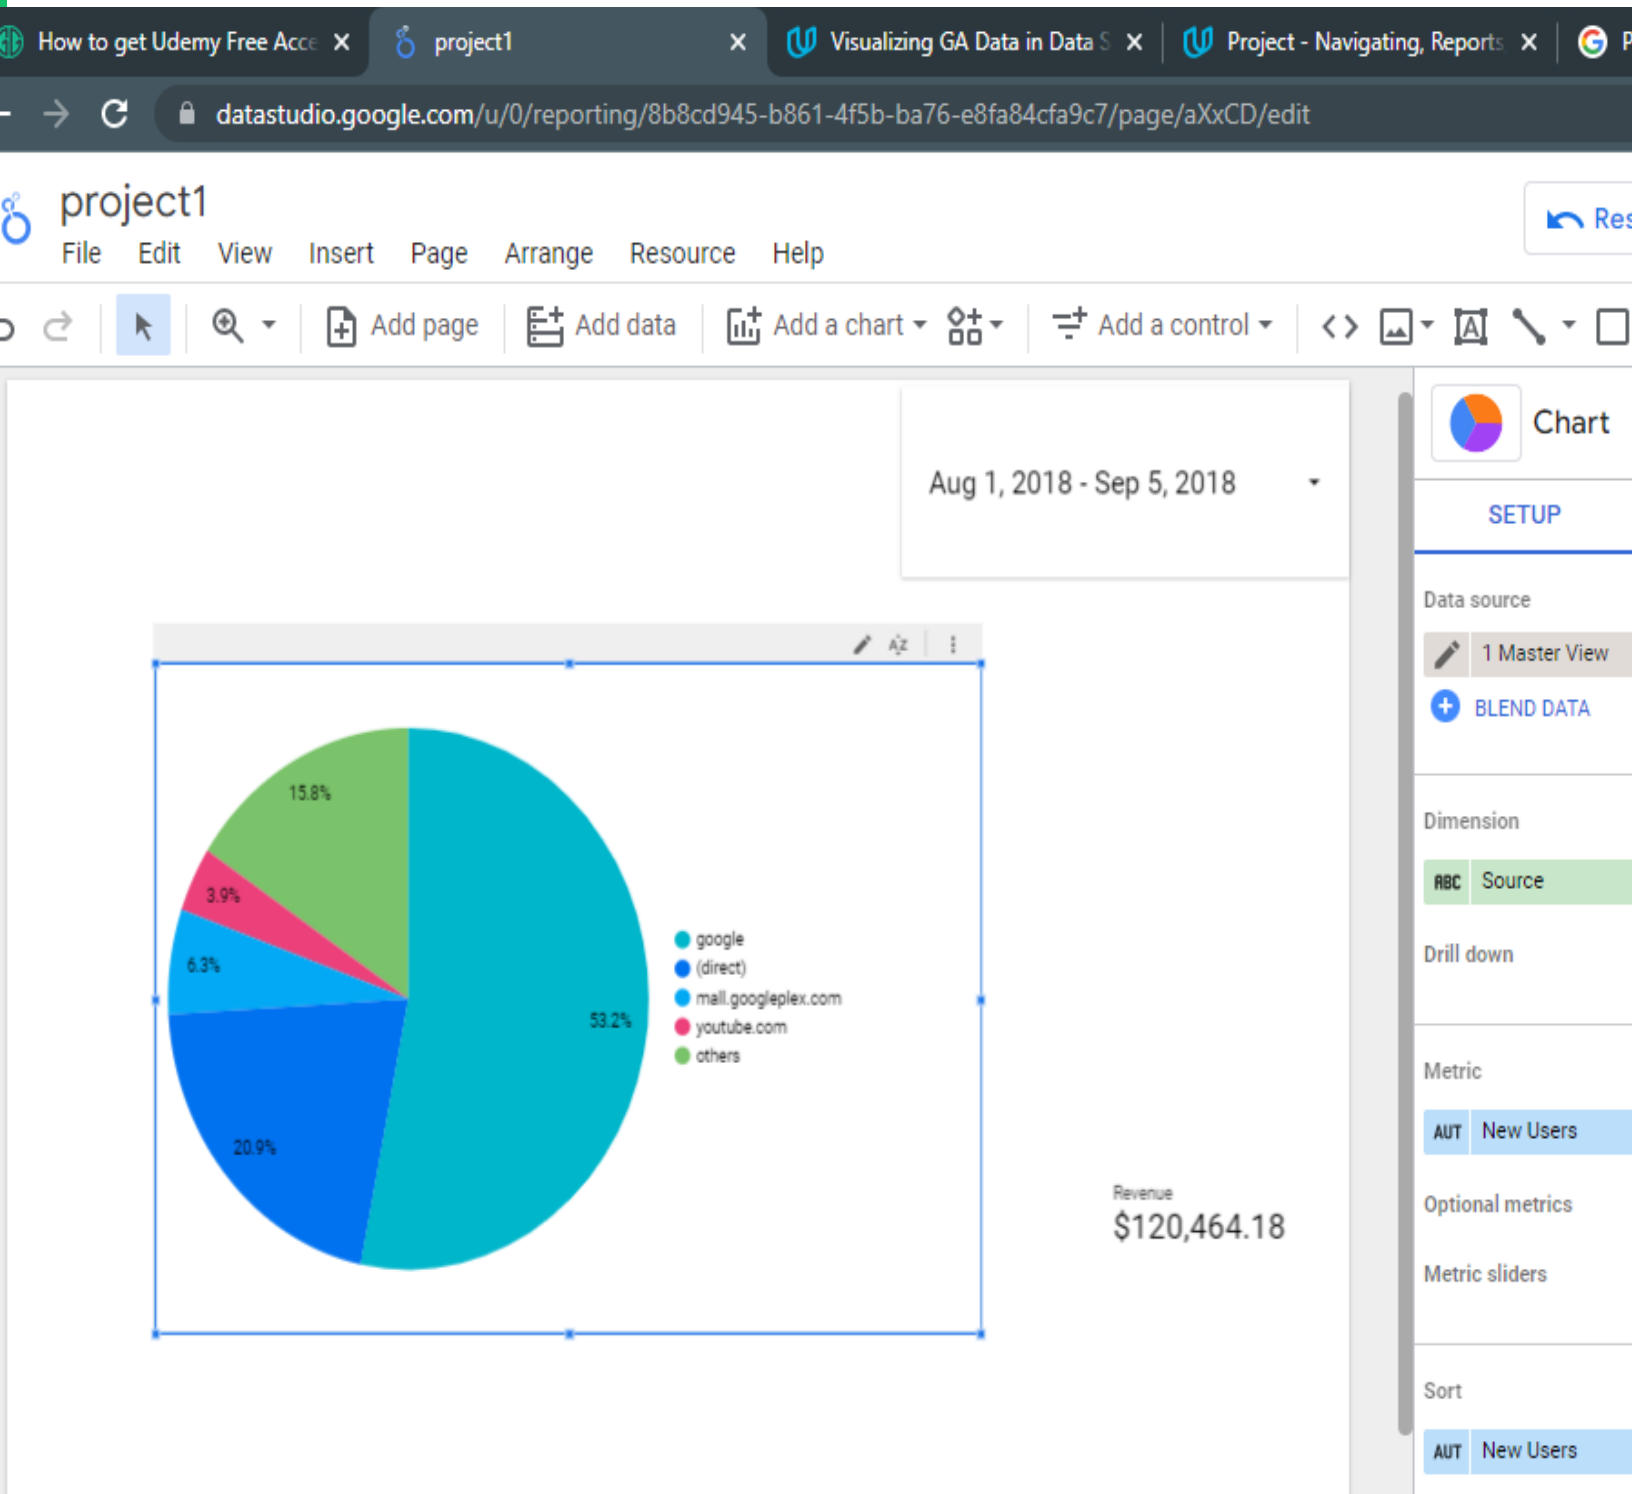 How to get Udemy Free Acce
project1
Visualizing GA Data in Data S
Project - Navigating, Reports
P
datastudio.google.com/u/0/reporting/8b8cd945-b861-4f5b-ba76-e8fa84cfa9c7/page/aXxCD/edit
project1
Res
File Edit View Insert Page Arrange Resource Help
Add page Add data Add a chart Add a control
Chart
Aug 1, 2018 - Sep 5, 2018
SETUP
Data source
1 Master View
BLEND DATA
15.8%
3.9%
6.3%
53.2%
20.9%
google
(direct)
mall.googleplex.com
youtube.com
others
Revenue
$120,464.18
Dimension
ABC Source
Drill down
Metric
AUT New Users
Optional metrics
Metric sliders
Sort
AUT New Users